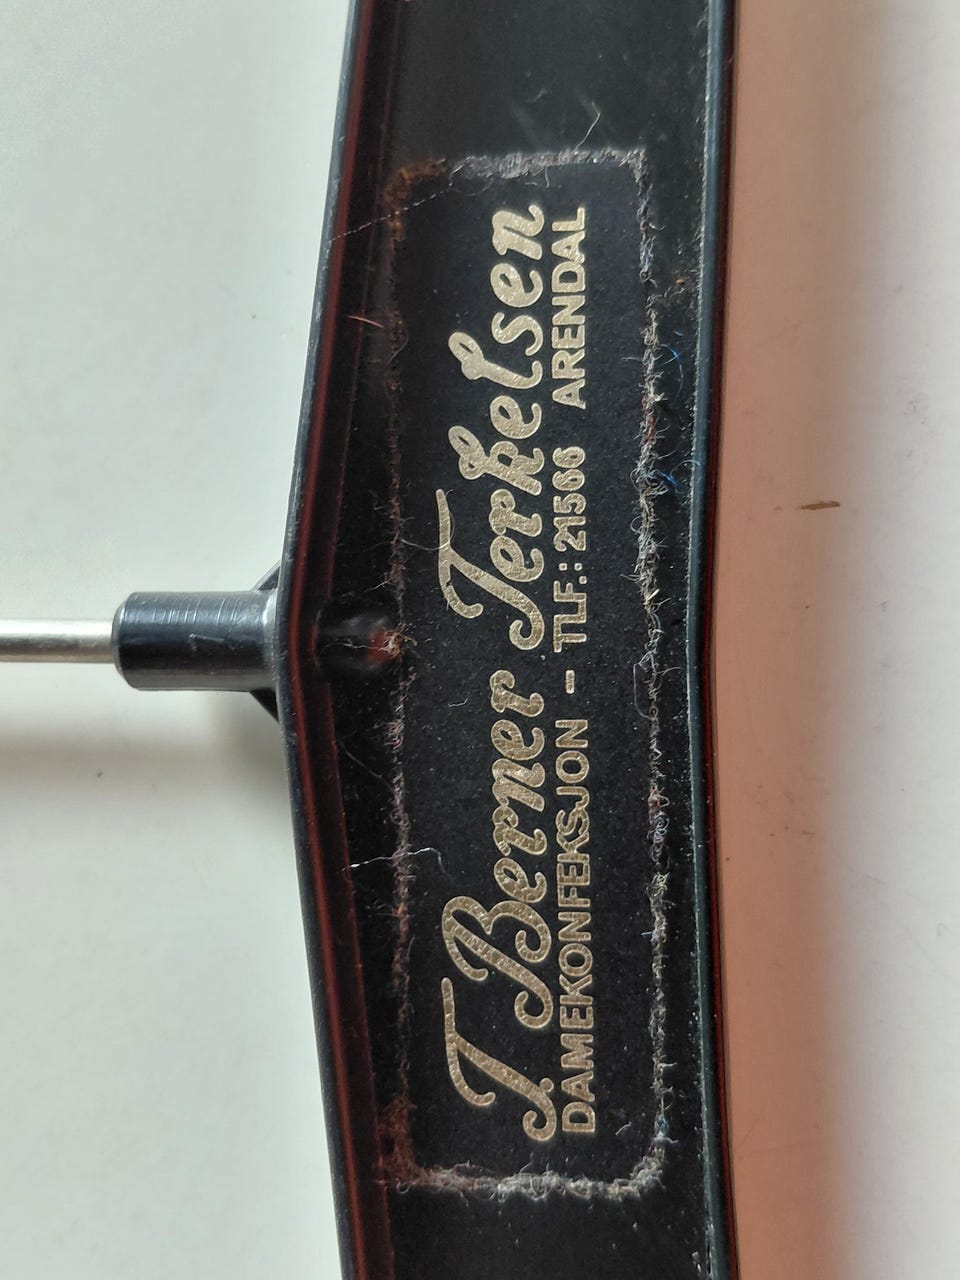 T. Berner Terkelsen
DAMEKONFEKSJON - TLF.: 21566 ARENDAL